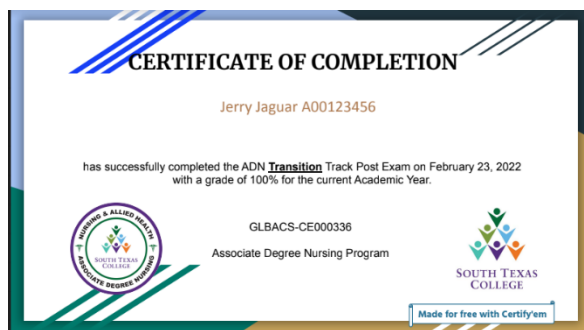 CERTIFICATE OF COMPLETION
Jerry Jaguar A00123456
has successfully completed the ADN Transition Track Post Exam on February 23, 2022
with a grade of 100% for the current Academic Year.
NURSING & ALLIED HEALTH
SOUTH TEXAS
COLLEGE
ASSOCIATE DEGREE NURSING
GLBACS-CE000336
Associate Degree Nursing Program
SOUTH TEXAS
COLLEGE
Made for free with Certify'em